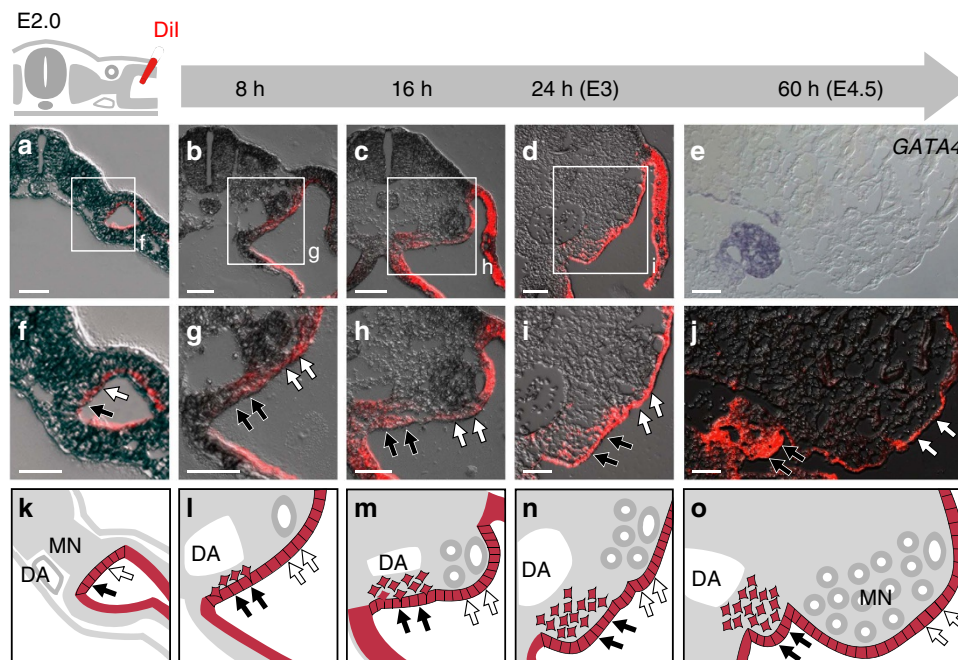 E2.0
DiI
8 h 16 h 24 h (E3) 60 h (E4.5)
a b c d e GATA4
f g h i
f g h i j
k l m n o
MN DA DA DA DA DA MN